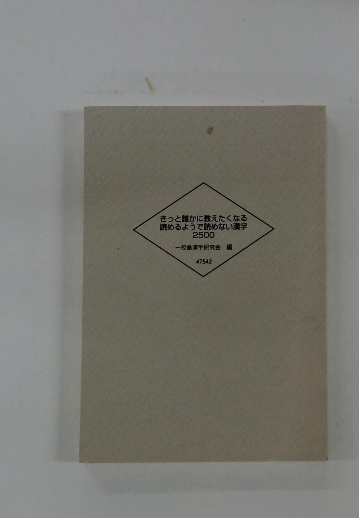 きっと誰かに教えたくなる
読めるようで読めない漢字
2500
一校舎漢字研究会 編
47542